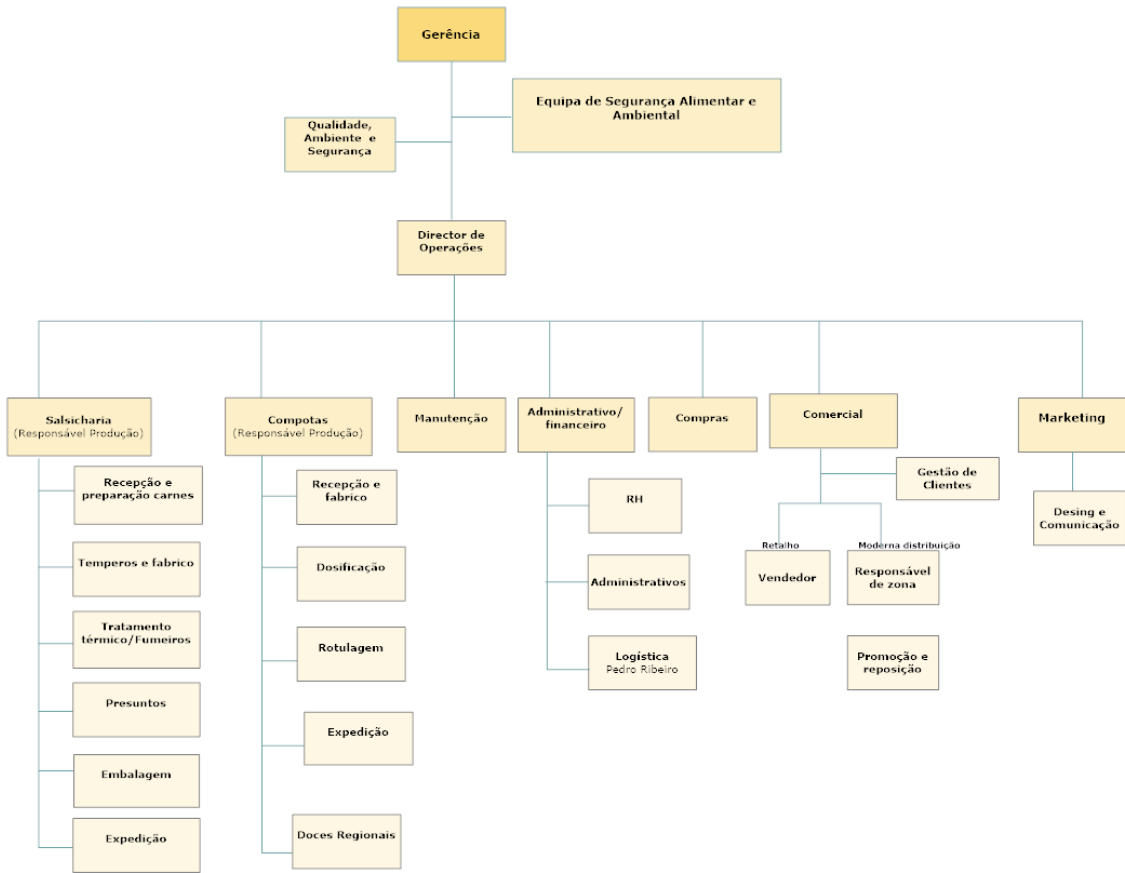 Gerência
Equipa de Segurança Alimentar e
Ambiental
Qualidade,
Ambiente e
Segurança
Director de
Operações
Salsicharia
(Responsável Produção)
Compotas
(Responsável Produção)
Manutenção
Administrativo/
financeiro
Compras
Comercial
Marketing
Recepção e
preparação carnes
Temperos e fabrico
Tratamento
térmico/Fumeiros
Presuntos
Embalagem
Expedição
Recepção e
fabrico
Dosificação
Rotulagem
Expedição
Doces Regionais
RH
Administrativos
Logística
Pedro Ribeiro
Gestão de
Clientes
Retalho
Vendedor
Moderna distribuição
Responsável
de zona
Promoção e
reposição
Desing e
Comunicação